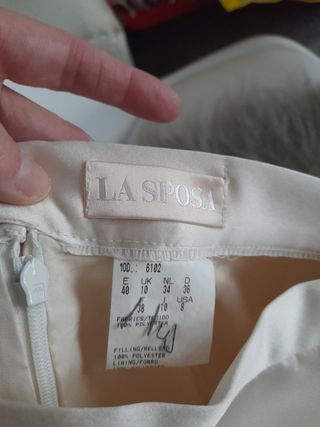 LA SPOSA
MOD.: 6102
E UK NL D
40 10 34 36
F I USA
38 10 8
FABRICS/TEJIDO
100% POLYESTER
FILLING/RELLENO
100% POLYESTER
LINING/FORRO